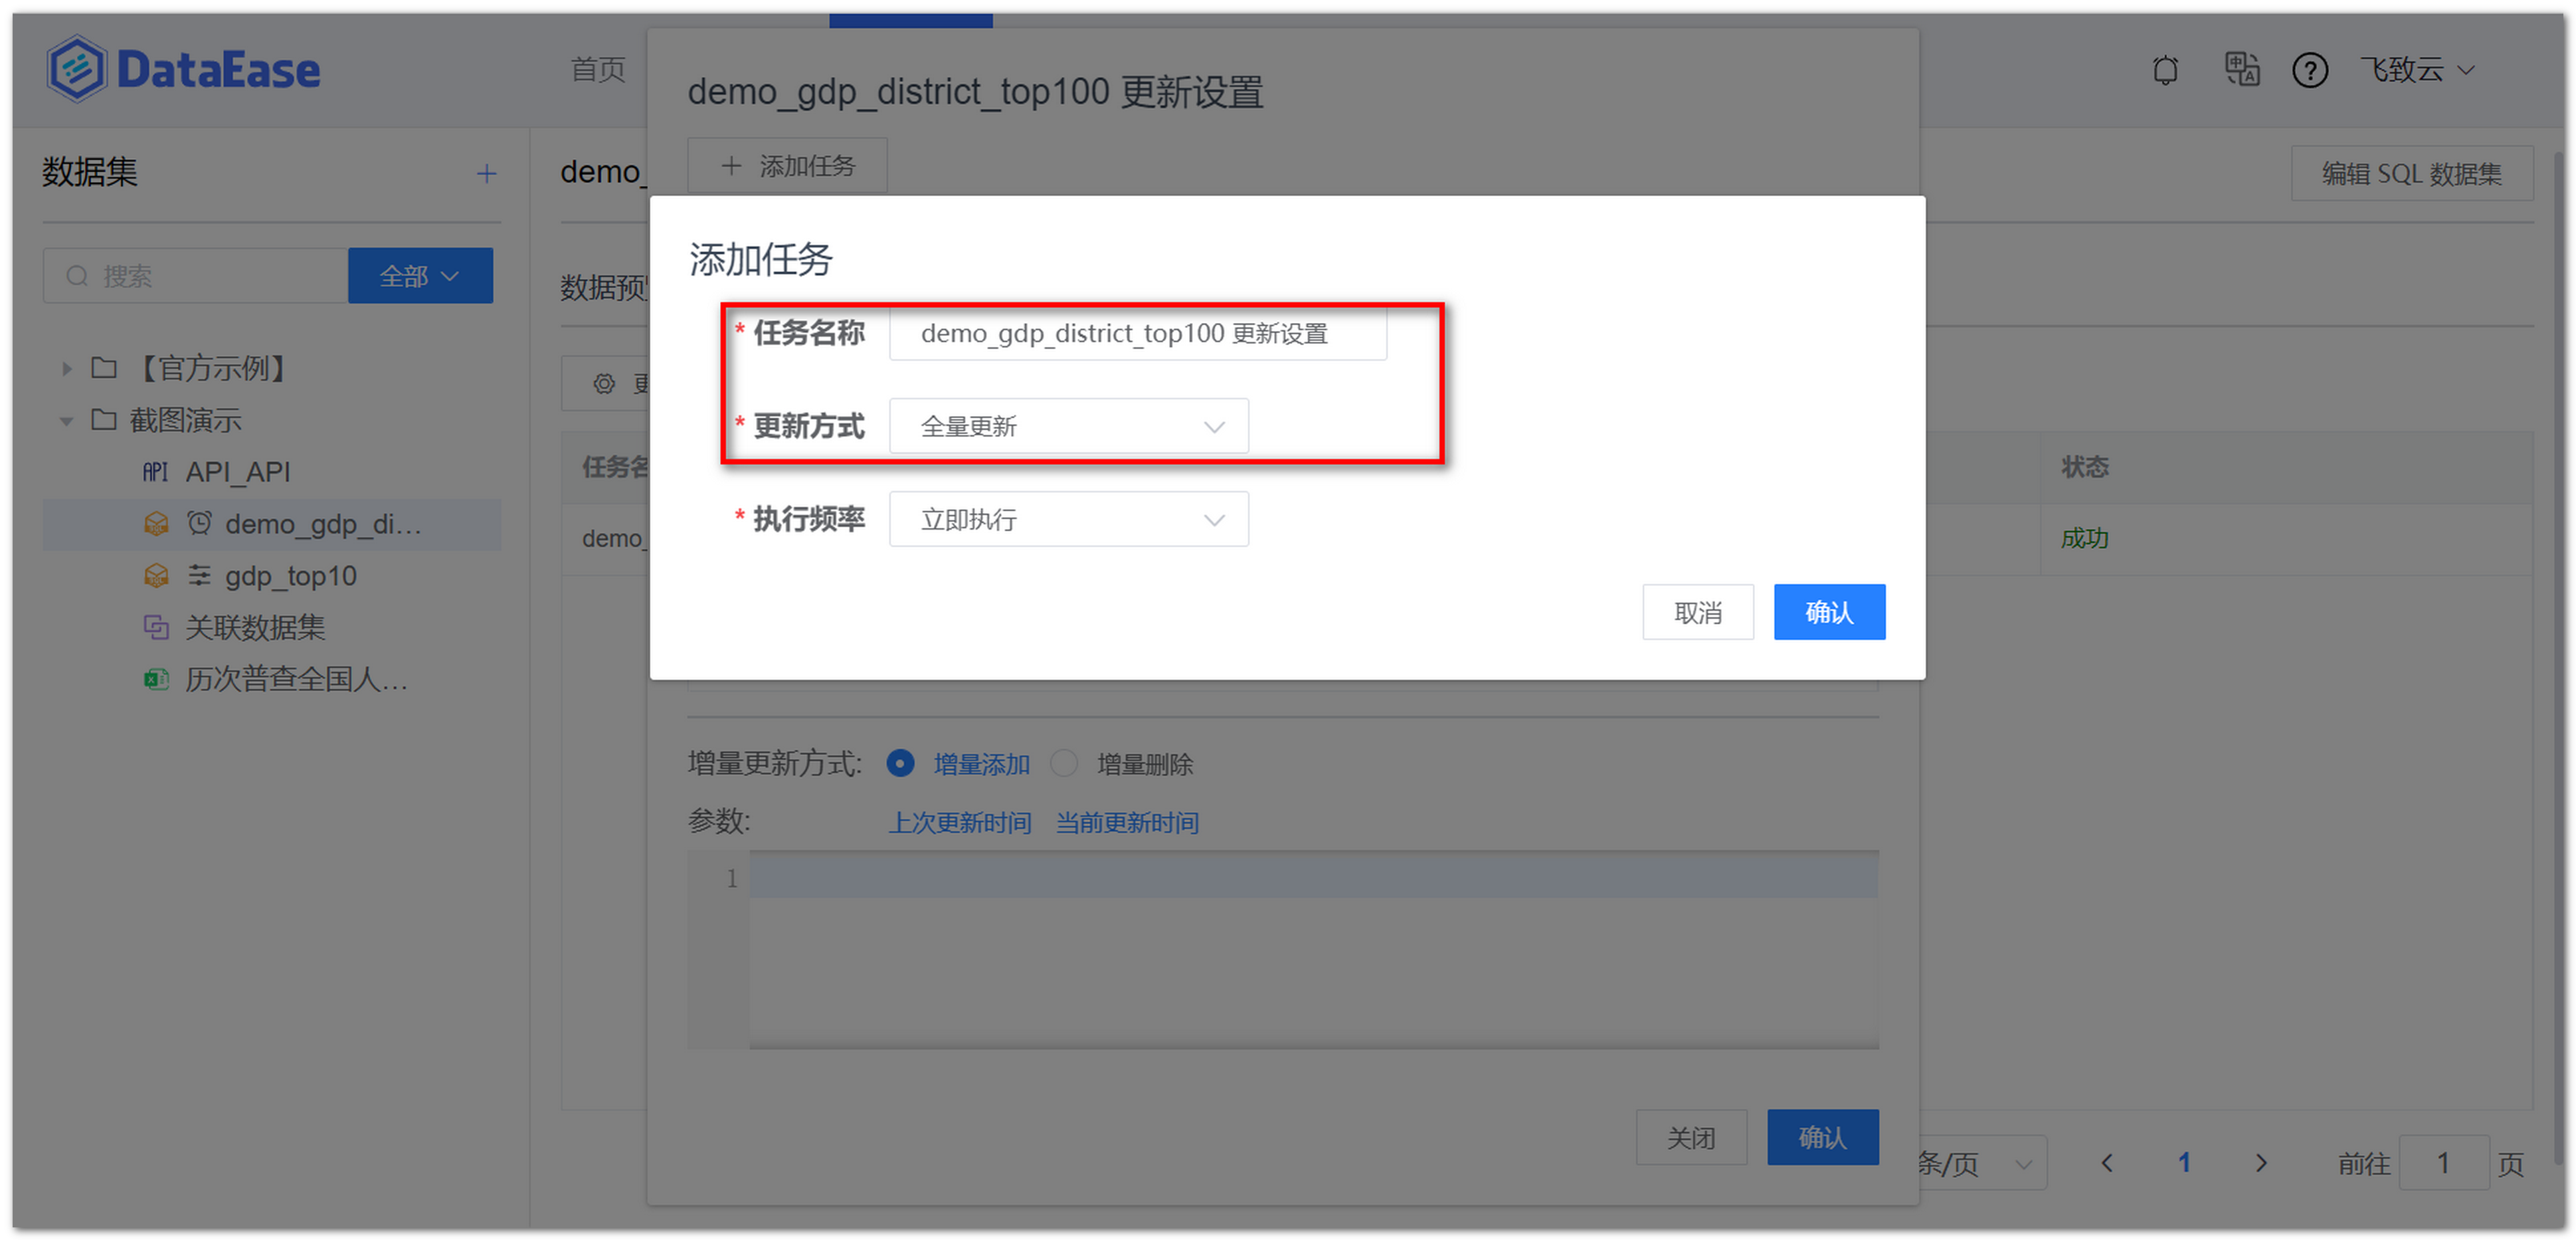 DataEase
首页
飞致云
数据集
搜索
全部
【官方示例】
截图演示
API API_API
demo_gdp_di…
gdp_top10
关联数据集
历次普查全国人…
demo_
编辑 SQL 数据集
数据预
更
任务名
状态
demo_
成功
demo_gdp_district_top100 更新设置
添加任务
添加任务
* 任务名称 demo_gdp_district_top100 更新设置
* 更新方式 全量更新
* 执行频率 立即执行
取消 确认
增量更新方式: 增量添加 增量删除
参数: 上次更新时间 当前更新时间
1
关闭 确认
条/页 1 前往 1 页